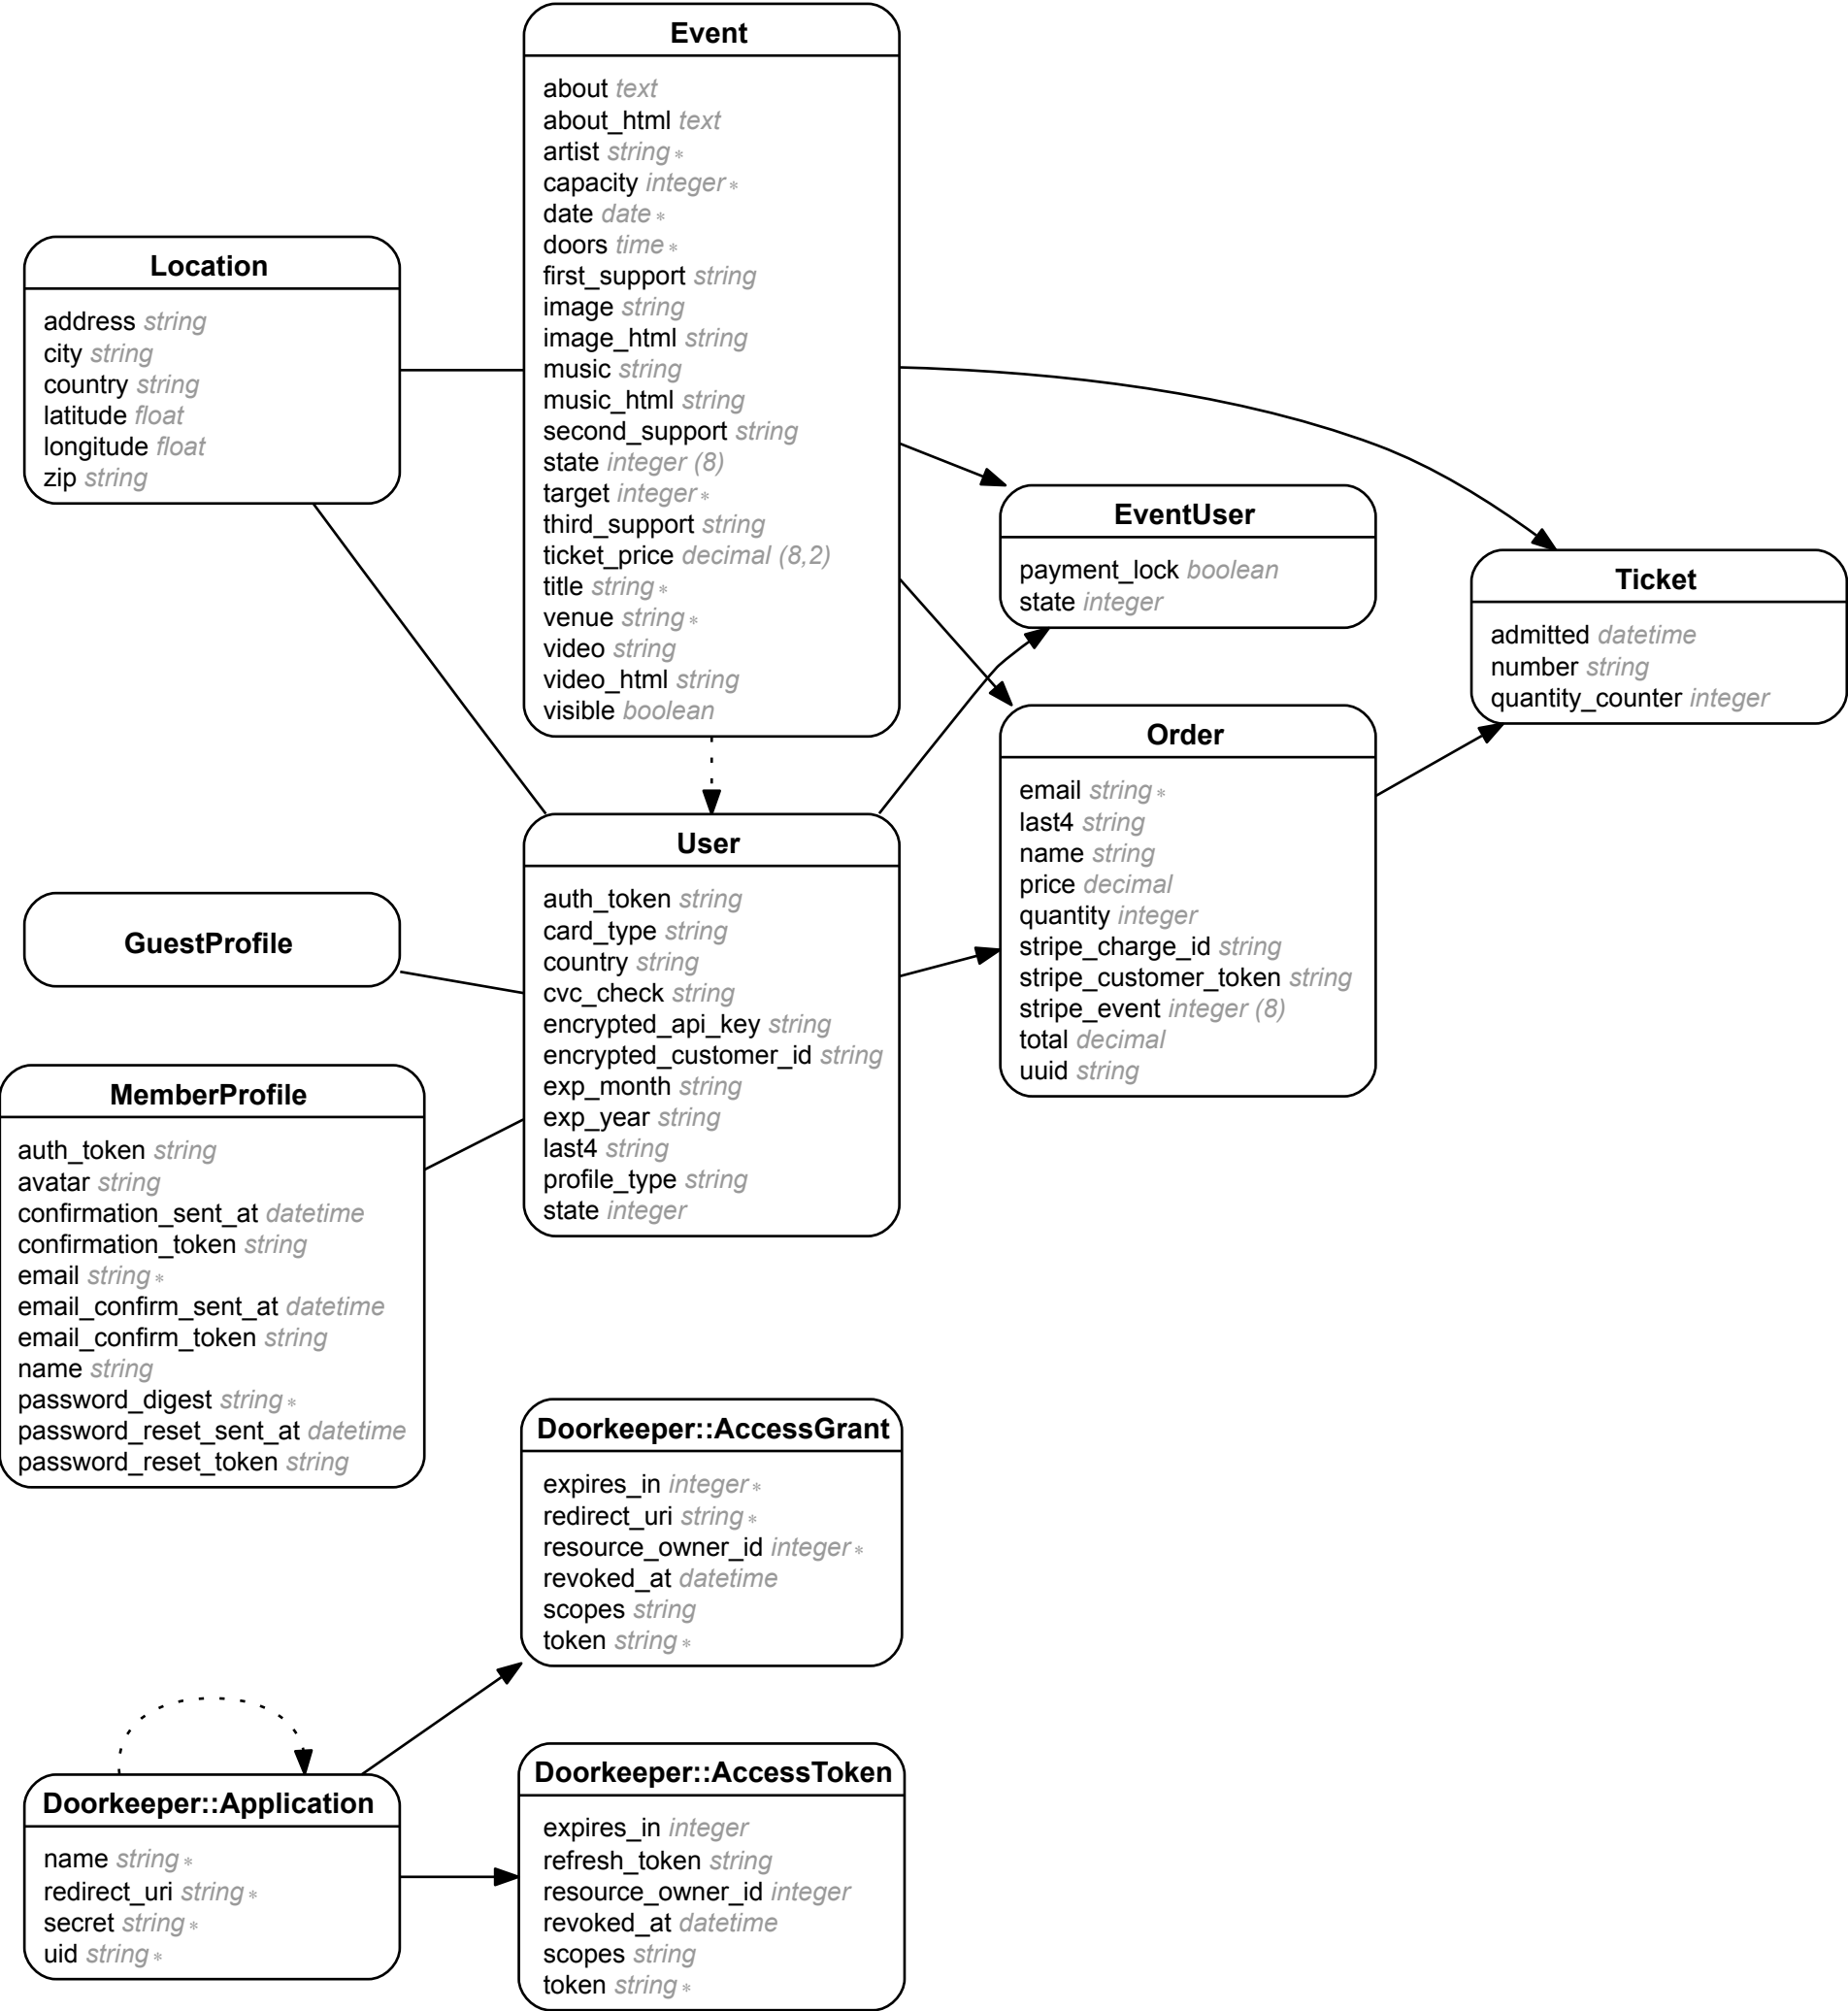 Event
about text
about_html text
artist string *
capacity integer *
date date *
doors time *
first_support string
image string
image_html string
music string
music_html string
second_support string
state integer (8)
target integer *
third_support string
ticket_price decimal (8,2)
title string *
venue string *
video string
video_html string
visible boolean
Location
address string
city string
country string
latitude float
longitude float
zip string
EventUser
payment_lock boolean
state integer
Ticket
admitted datetime
number string
quantity_counter integer
Order
email string *
last4 string
name string
price decimal
quantity integer
stripe_charge_id string
stripe_customer_token string
stripe_event integer (8)
total decimal
uuid string
User
auth_token string
card_type string
country string
cvc_check string
encrypted_api_key string
encrypted_customer_id string
exp_month string
exp_year string
last4 string
profile_type string
state integer
GuestProfile
MemberProfile
auth_token string
avatar string
confirmation_sent_at datetime
confirmation_token string
email string *
email_confirm_sent_at datetime
email_confirm_token string
name string
password_digest string *
password_reset_sent_at datetime
password_reset_token string
Doorkeeper::AccessGrant
expires_in integer *
redirect_uri string *
resource_owner_id integer *
revoked_at datetime
scopes string
token string *
Doorkeeper::Application
name string *
redirect_uri string *
secret string *
uid string *
Doorkeeper::AccessToken
expires_in integer
refresh_token string
resource_owner_id integer
revoked_at datetime
scopes string
token string *